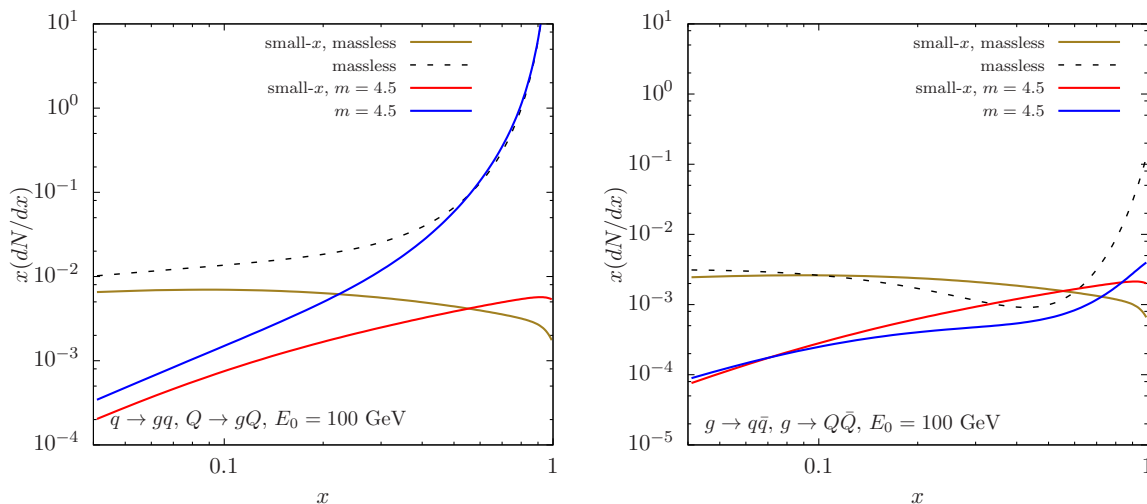 10^1
10^0
10^-1
10^-2
10^-3
10^-4
x(dN/dx)
small-x, massless
massless
small-x, m = 4.5
m = 4.5
q → gq, Q → gQ, E_0 = 100 GeV
0.1
1
x
10^1
10^0
10^-1
10^-2
10^-3
10^-4
10^-5
x(dN/dx)
small-x, massless
massless
small-x, m = 4.5
m = 4.5
g → qq̄, g → QQ̄, E_0 = 100 GeV
0.1
1
x